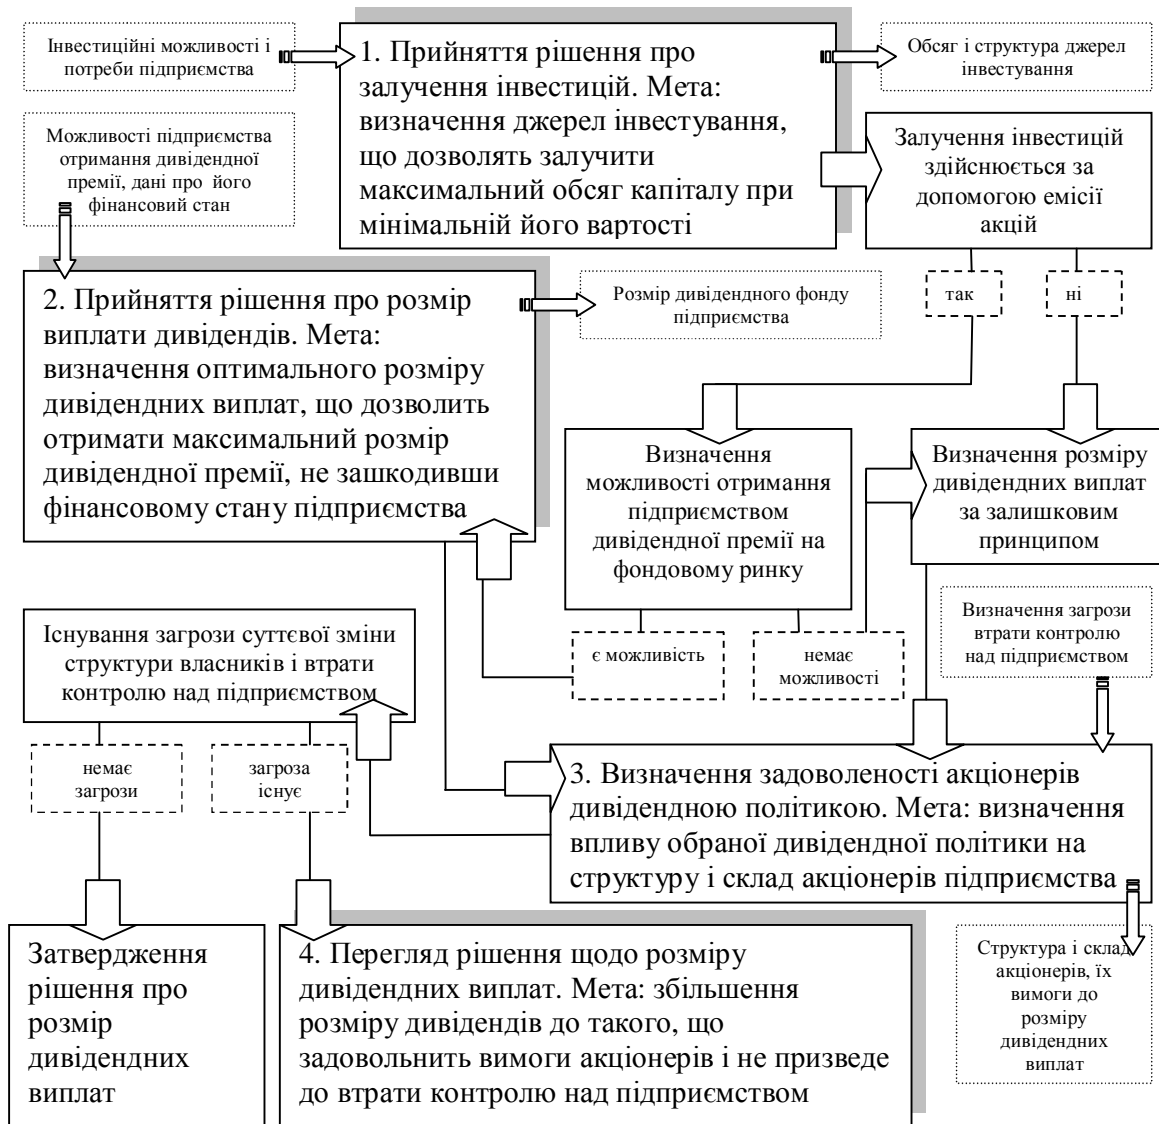 Інвестиційні можливості і
потреби підприємства
1. Прийняття рішення про
залучення інвестицій. Мета:
визначення джерел інвестування,
що дозволять залучити
максимальний обсяг капіталу при
мінімальній його вартості
Обсяг і структура джерел
інвестування
Можливості підприємства
отримання дивідендної
премії, дані про його
фінансовий стан
Залучення інвестицій
здійснюється за
допомогою емісії
акцій
так
ні
2. Прийняття рішення про розмір
виплати дивідендів. Мета:
визначення оптимального розміру
дивідендних виплат, що дозволить
отримати максимальний розмір
дивідендної премії, не зашкодивши
фінансовому стану підприємства
Розмір дивідендного фонду
підприємства
Визначення
можливості отримання
підприємством
дивідендної премії на
фондовому ринку
Визначення розміру
дивідендних виплат
за залишковим
принципом
є можливість
немає
можливості
Визначення загрози
втрати контролю
над підприємством
Існування загрози суттєвої зміни
структури власників і втрати
контролю над підприємством
немає
загрози
загроза
існує
3. Визначення задоволеності акціонерів
дивідендною політикою. Мета: визначення
впливу обраної дивідендної політики на
структуру і склад акціонерів підприємства
Затвердження
рішення про
розмір
дивідендних
виплат
4. Перегляд рішення щодо розміру
дивідендних виплат. Мета: збільшення
розміру дивідендів до такого, що
задовольнить вимоги акціонерів і не призведе
до втрати контролю над підприємством
Структура і склад
акціонерів, їх
вимоги до
розміру
дивідендних
виплат